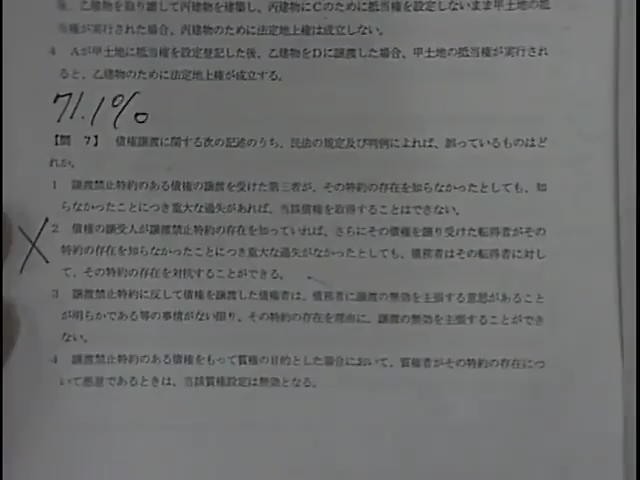 後、乙建物を取り壊して丙建物を建築し、丙建物にCのために抵当権を設定しないまま甲土地の抵
当権が実行された場合、丙建物のために法定地上権は成立しない。
4 Aが甲土地に抵当権を設定登記した後、乙建物をDに譲渡した場合、甲土地の抵当権が実行され
ると、乙建物のために法定地上権が成立する。
71.1%
【問 7】 債権譲渡に関する次の記述のうち、民法の規定及び判例によれば、誤っているものはど
れか。
1 譲渡禁止特約のある債権の譲渡を受けた第三者が、その特約の存在を知らなかったとしても、知
らなかったことにつき重大な過失があれば、当該債権を取得することはできない。
2 債権の譲受人が譲渡禁止特約の存在を知っていれば、さらにその債権を譲り受けた転得者がその
特約の存在を知らなかったことにつき重大な過失がなかったとしても、債務者はその転得者に対し
て、その特約の存在を対抗することができる。
3 譲渡禁止特約に反して債権を譲渡した債権者は、債務者に譲渡の無効を主張する意思があること
が明らかである等の事情がない限り、その特約の存在を理由に、譲渡の無効を主張することができ
ない。
4 譲渡禁止特約のある債権をもって質権の目的とした場合において、質権者がその特約の存在につ
いて悪意であるときは、当該質権設定は無効となる。